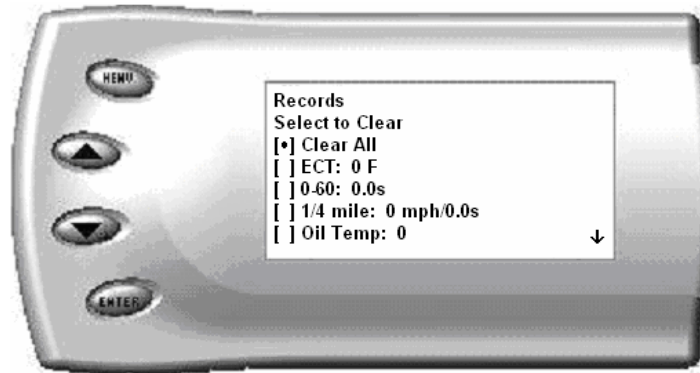 MENU
Records
Select to Clear
[•] Clear All
[ ] ECT: 0 F
[ ] 0-60: 0.0s
[ ] 1/4 mile: 0 mph/0.0s
[ ] Oil Temp: 0
ENTER